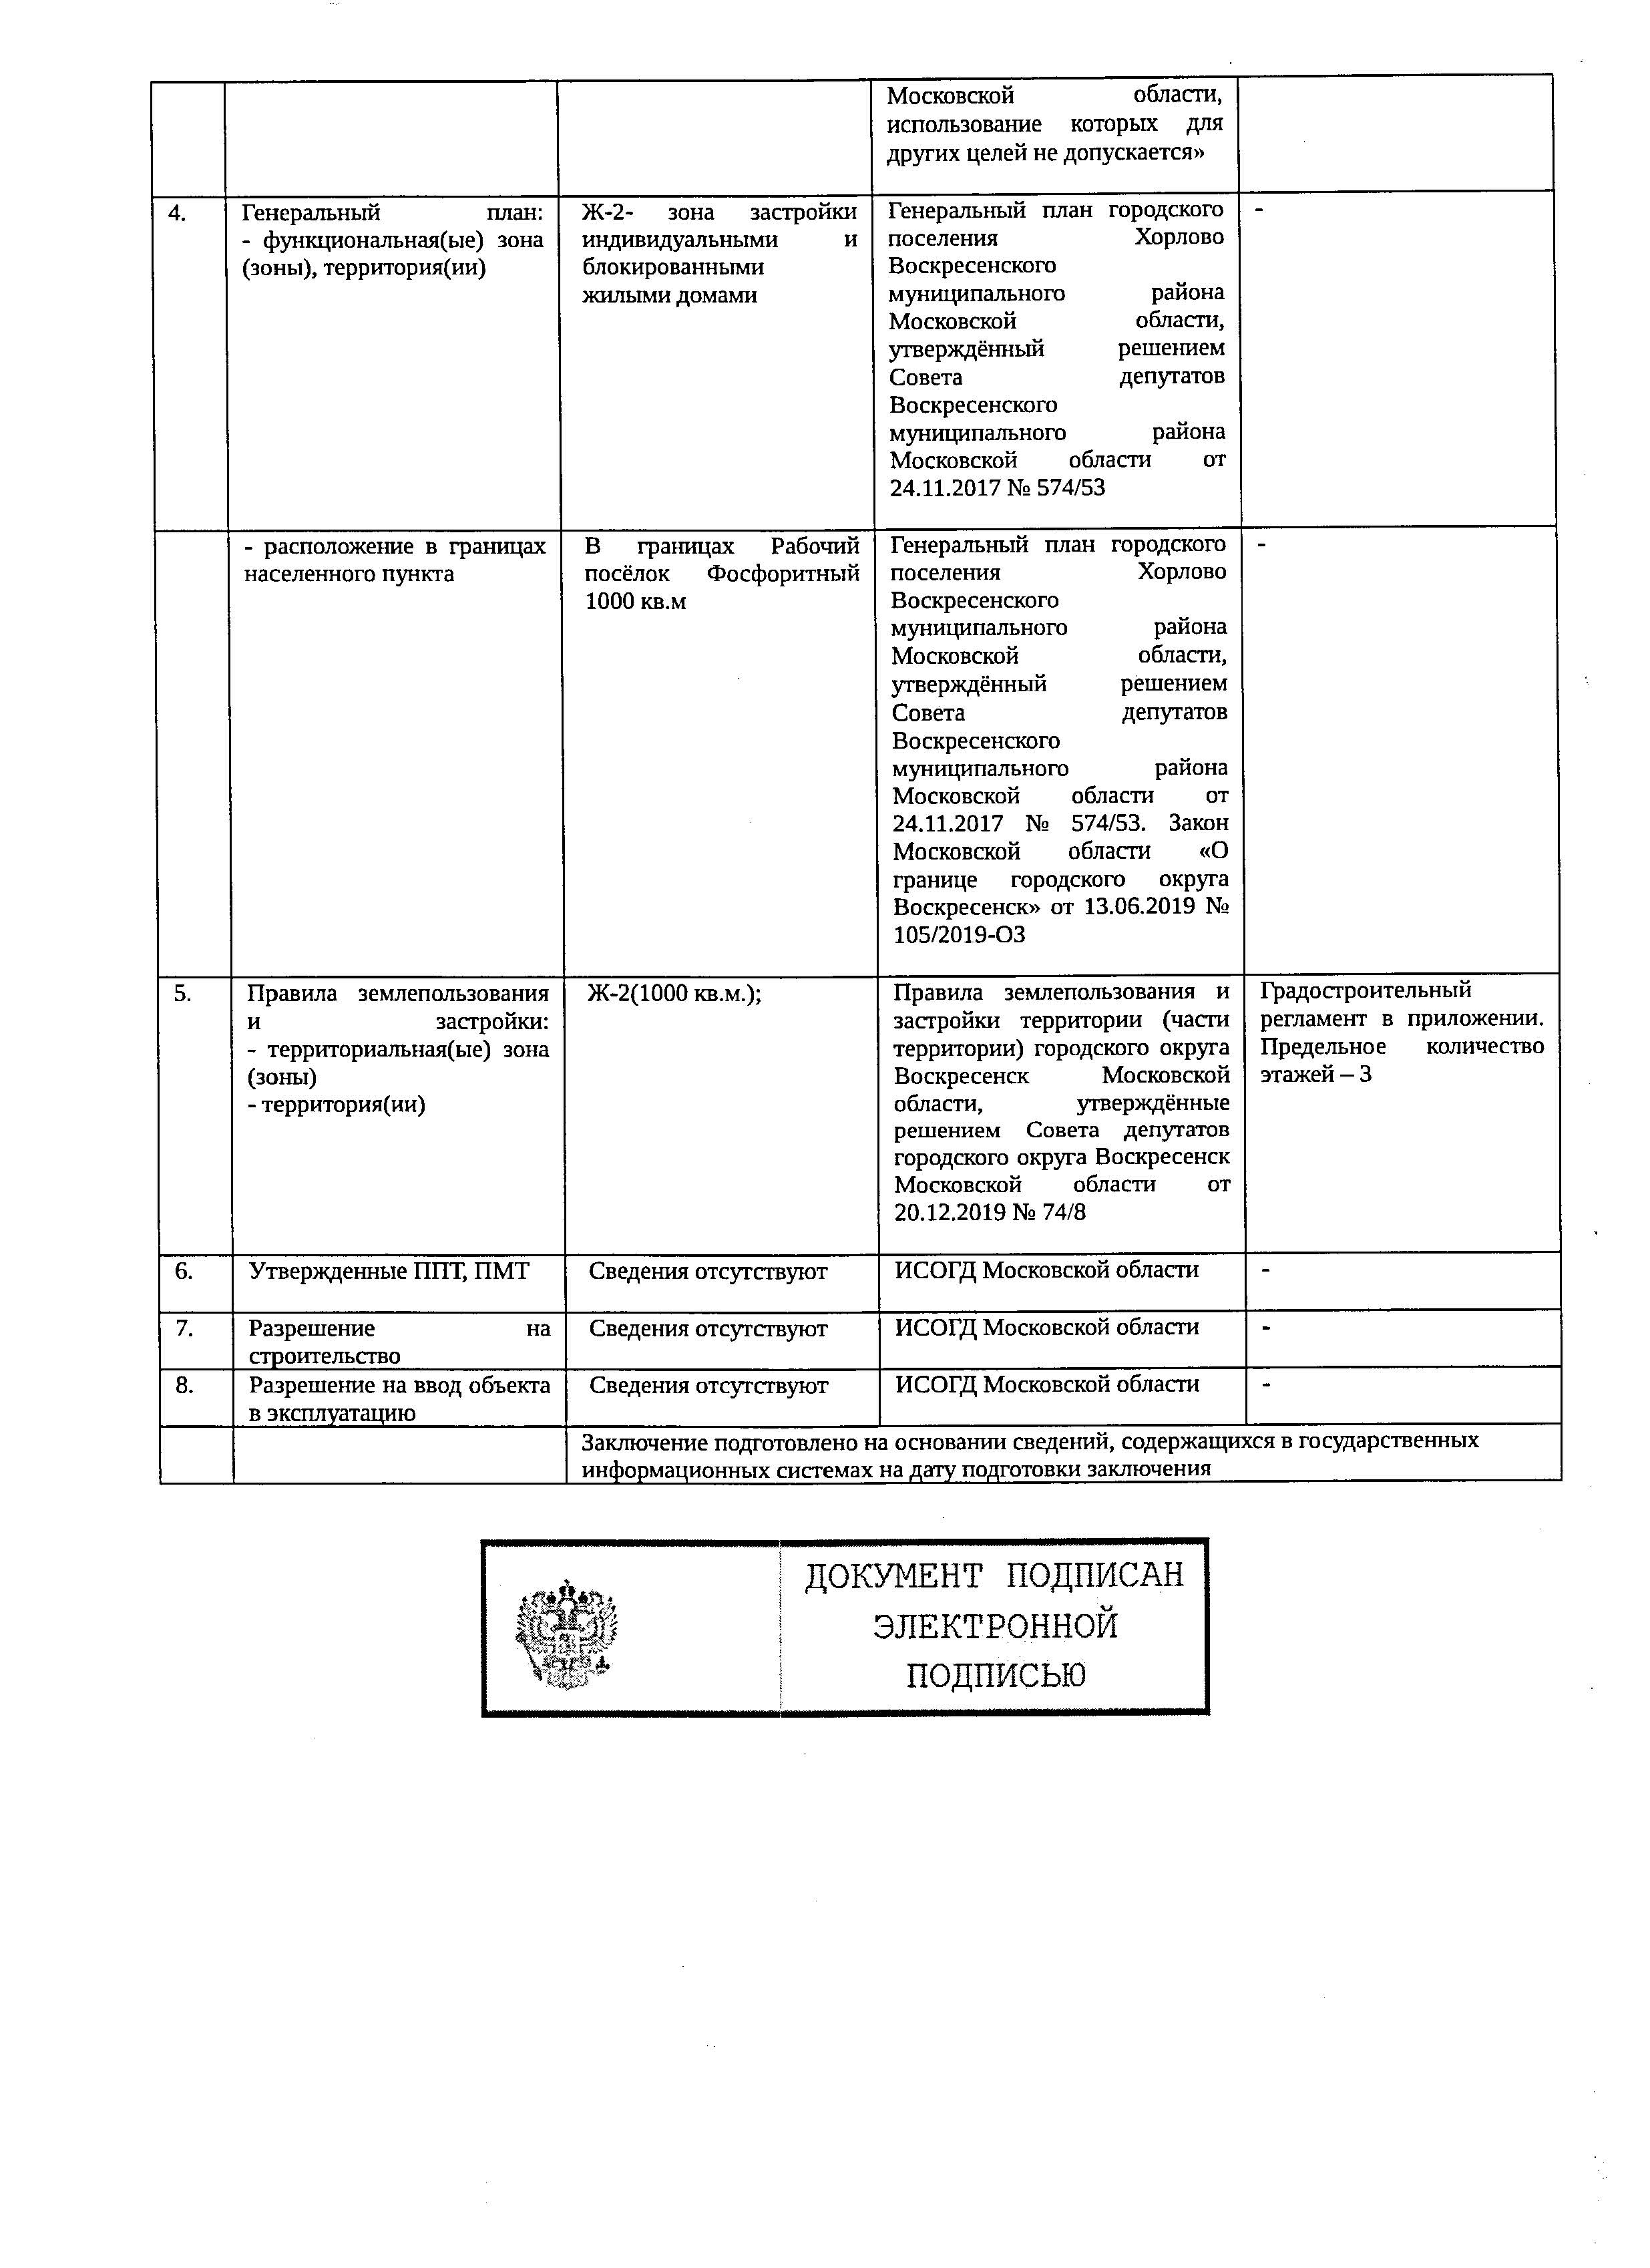 Московской области,
использование которых для
других целей не допускается»
4.
Генеральный план:
- функциональная(ые) зона
(зоны), территория(ии)
Ж-2- зона застройки
индивидуальными и
блокированными
жилыми домами
Генеральный план городского
поселения Хорлово
Воскресенского
муниципального района
Московской области,
утверждённый решением
Совета депутатов
Воскресенского
муниципального района
Московской области от
24.11.2017 № 574/53
-
- расположение в границах
населенного пункта
В границах Рабочий
посёлок Фосфоритный
1000 кв.м
Генеральный план городского
поселения Хорлово
Воскресенского
муниципального района
Московской области,
утверждённый решением
Совета депутатов
Воскресенского
муниципального района
Московской области от
24.11.2017 № 574/53. Закон
Московской области «О
границе городского округа
Воскресенск» от 13.06.2019 №
105/2019-ОЗ
-
5.
Правила землепользования
и застройки:
- территориальная(ые) зона
(зоны)
- территория(ии)
Ж-2(1000 кв.м.);
Правила землепользования и
застройки территории (части
территории) городского округа
Воскресенск Московской
области, утверждённые
решением Совета депутатов
городского округа Воскресенск
Московской области от
20.12.2019 № 74/8
Градостроительный
регламент в приложении.
Предельное количество
этажей – 3
6.
Утвержденные ППТ, ПМТ
Сведения отсутствуют
ИСОГД Московской области
-
7.
Разрешение на
строительство
Сведения отсутствуют
ИСОГД Московской области
-
8.
Разрешение на ввод объекта
в эксплуатацию
Сведения отсутствуют
ИСОГД Московской области
-
Заключение подготовлено на основании сведений, содержащихся в государственных
информационных системах на дату подготовки заключения
ДОКУМЕНТ ПОДПИСАН
ЭЛЕКТРОННОЙ
ПОДПИСЬЮ